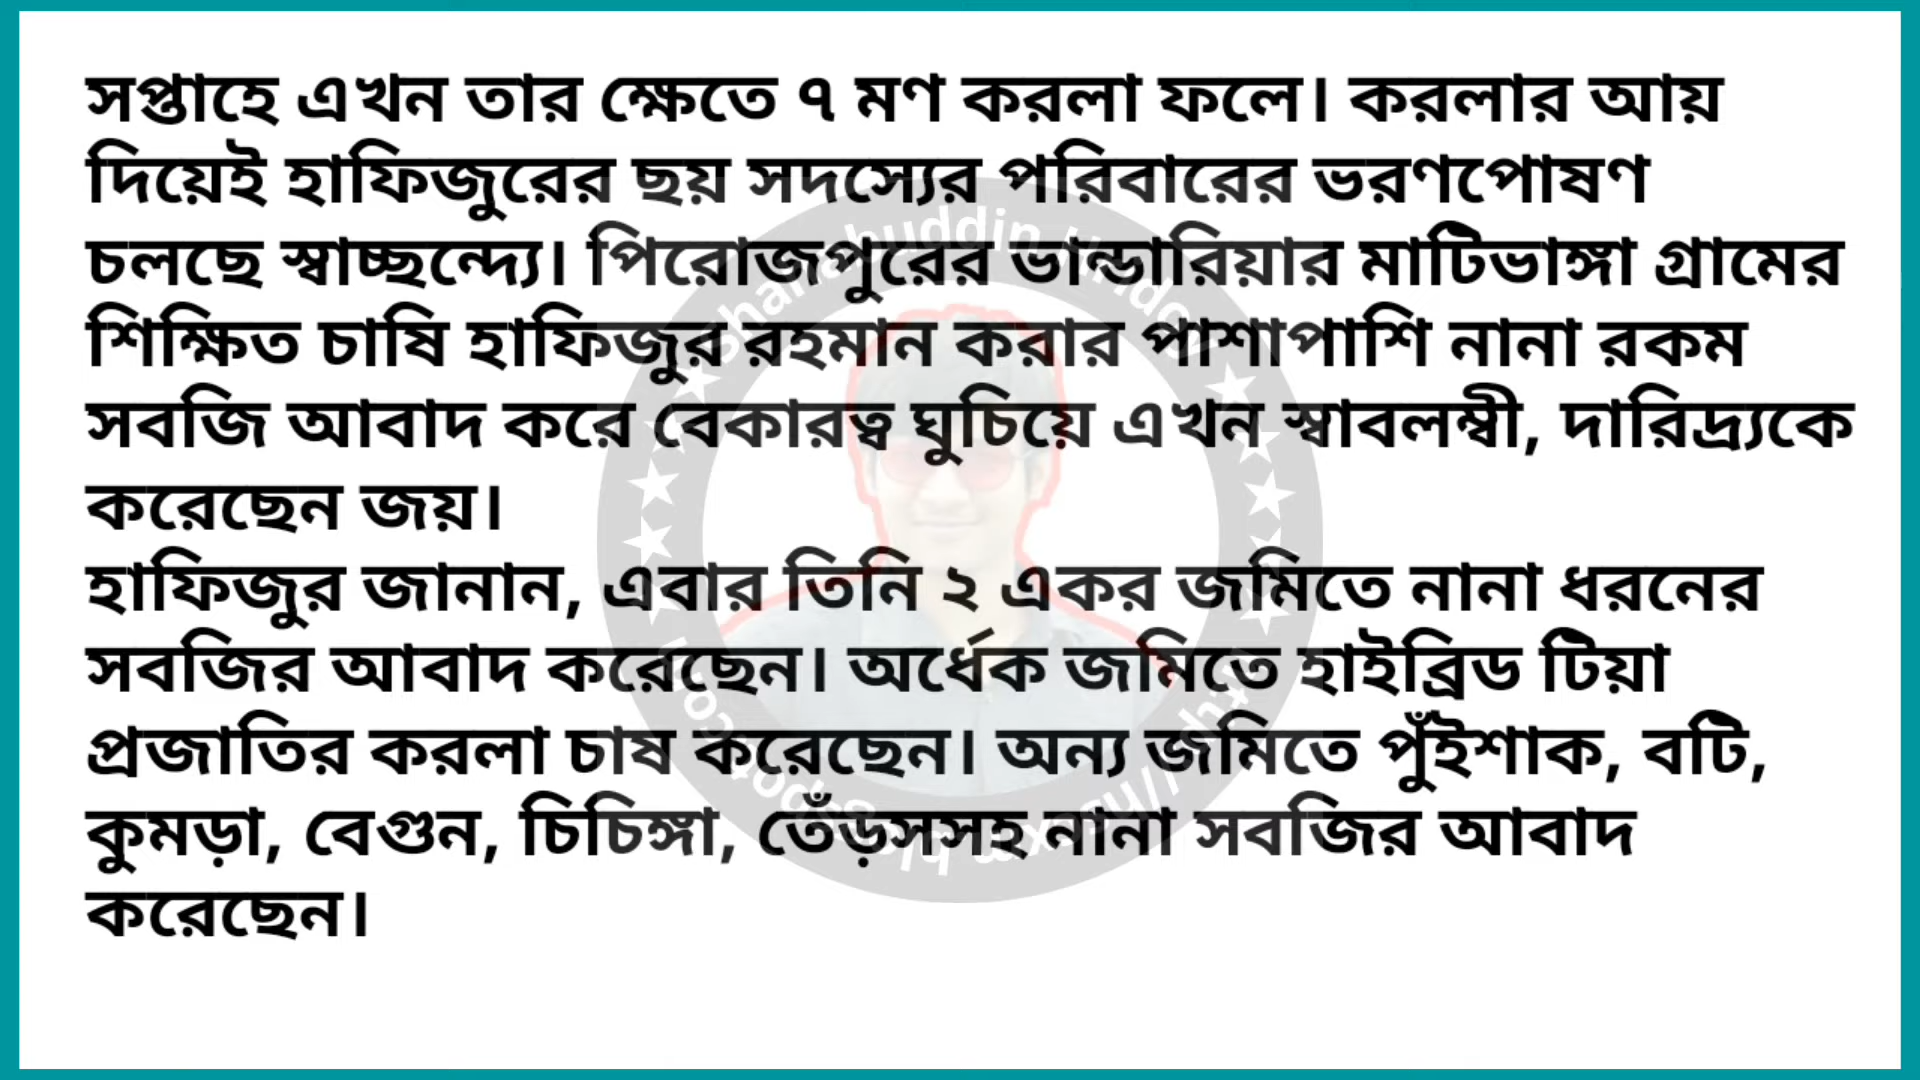 সপ্তাহে এখন তার ক্ষেতে ৭ মণ করলা ফলে। করলার আয়
দিয়েই হাফিজুরের ছয় সদস্যের পরিবারের ভরণপোষণ
চলছে স্বাচ্ছন্দ্যে। পিরোজপুরের ভান্ডারিয়ার মাটিভাঙ্গা গ্রামের
শিক্ষিত চাষি হাফিজুর রহমান করার পাশাপাশি নানা রকম
সবজি আবাদ করে বেকারত্ব ঘুচিয়ে এখন স্বাবলম্বী, দারিদ্র্যকে
করেছেন জয়।
হাফিজুর জানান, এবার তিনি ২ একর জমিতে নানা ধরনের
সবজির আবাদ করেছেন। অর্ধেক জমিতে হাইব্রিড টিয়া
প্রজাতির করলা চাষ করেছেন। অন্য জমিতে পুঁইশাক, বটি,
কুমড়া, বেগুন, চিচিঙ্গা, তেঁড়সসহ নানা সবজির আবাদ
করেছেন।